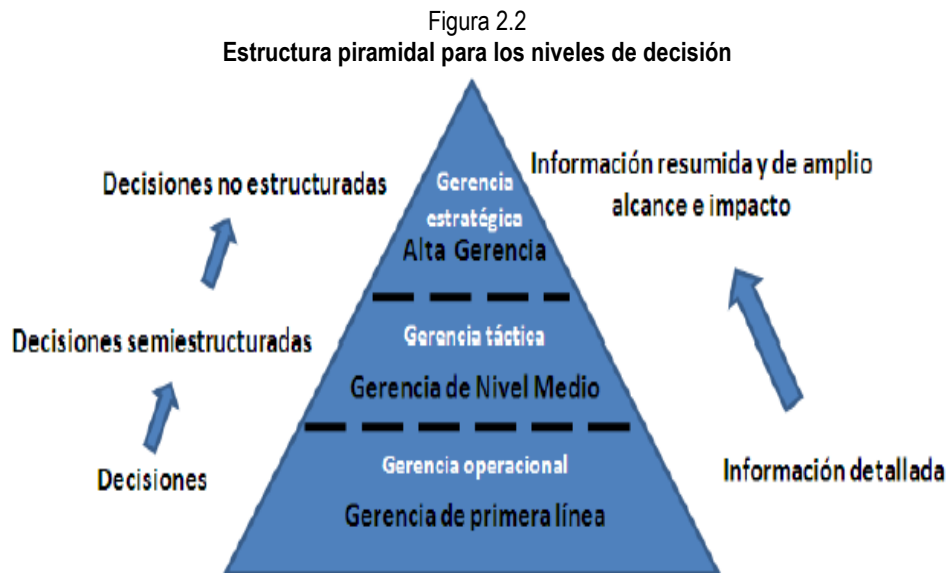 Figura 2.2
Estructura piramidal para los niveles de decisión
Decisiones no estructuradas
Gerencia
estratégica
Alta Gerencia
Información resumida y de amplio
alcance e impacto
Decisiones semiestructuradas
Gerencia táctica
Gerencia de Nivel Medio
Decisiones
Gerencia operacional
Gerencia de primera línea
Información detallada